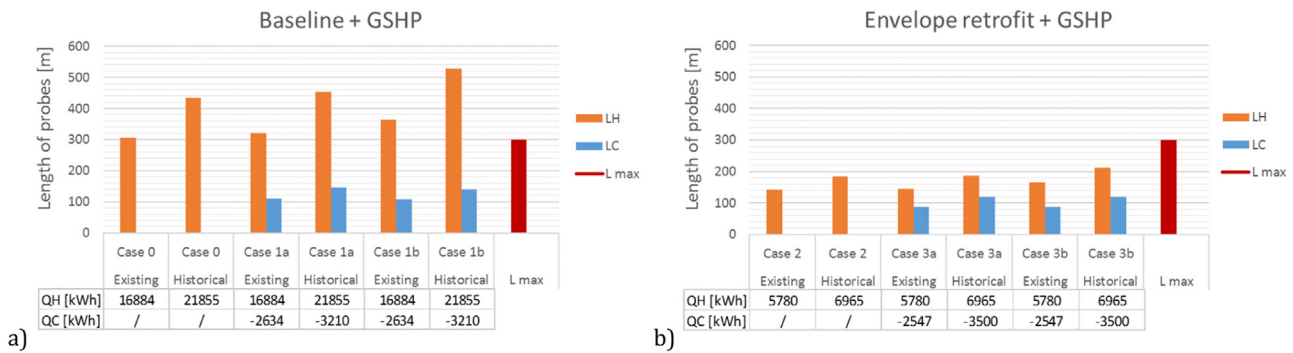 Baseline + GSHP
Length of probes [m]
600
500
400
300
200
100
0
LH
LC
L max
Case 0 Case 0 Case 1a Case 1a Case 1b Case 1b
Existing Historical Existing Historical Existing Historical L max
QH [kWh] 16884 21855 16884 21855 16884 21855
QC [kWh] / / -2634 -3210 -2634 -3210
a)
Envelope retrofit + GSHP
Length of probes [m]
600
500
400
300
200
100
0
LH
LC
L max
Case 2 Case 2 Case 3a Case 3a Case 3b Case 3b
Existing Historical Existing Historical Existing Historical L max
QH [kWh] 5780 6965 5780 6965 5780 6965
QC [kWh] / / -2547 -3500 -2547 -3500
b)